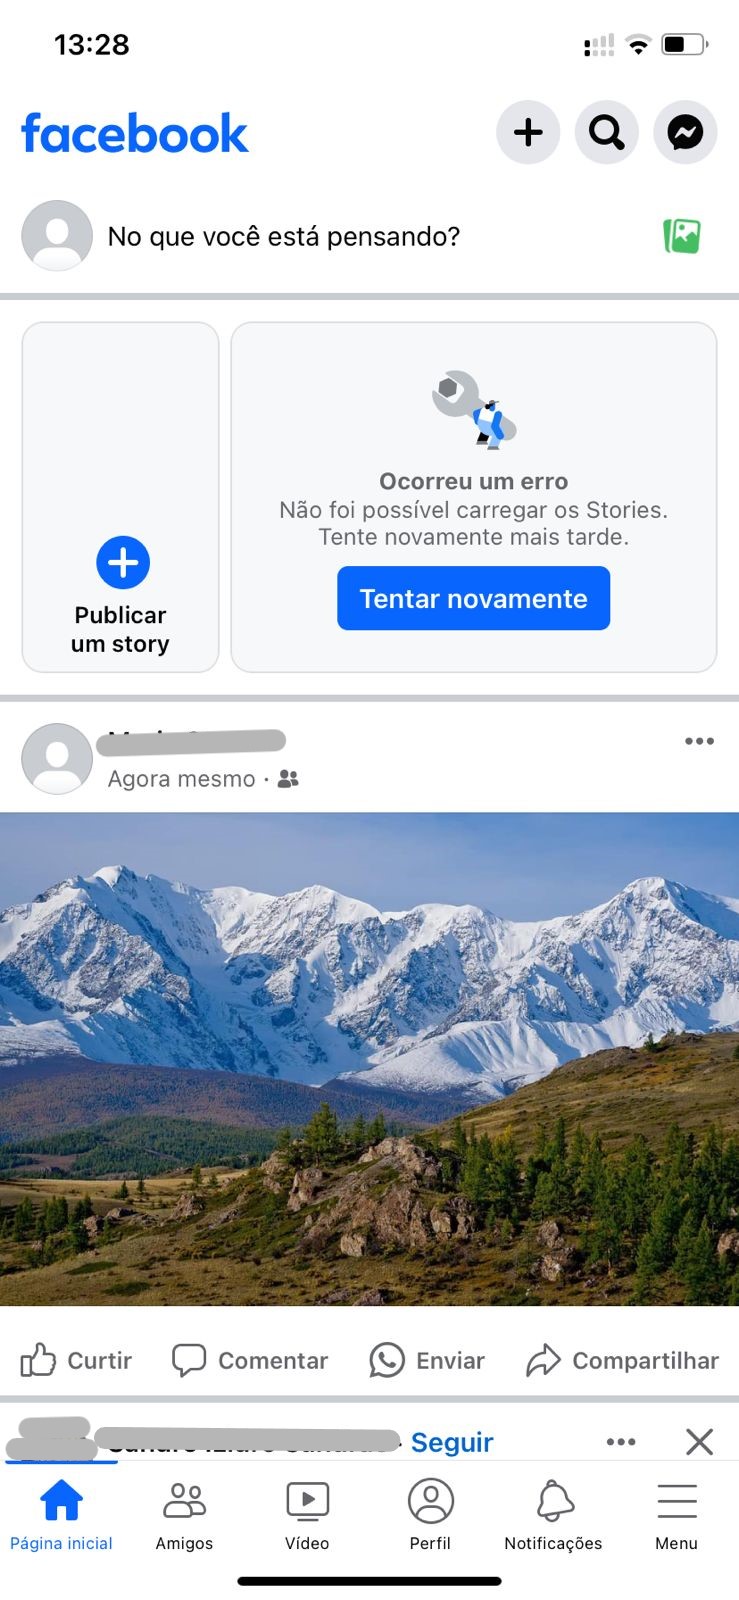 13:28
facebook
No que você está pensando?
Publicar
um story
Ocorreu um erro
Não foi possível carregar os Stories.
Tente novamente mais tarde.
Tentar novamente
Agora mesmo ·
Curtir
Comentar
Enviar
Compartilhar
Seguir
Página inicial
Amigos
Vídeo
Perfil
Notificações
Menu